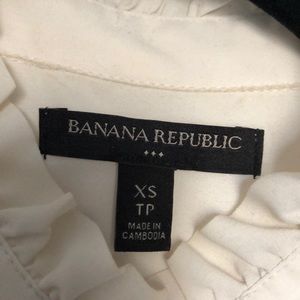 BANANA REPUBLIC
XS
TP
MADE IN
CAMBODIA